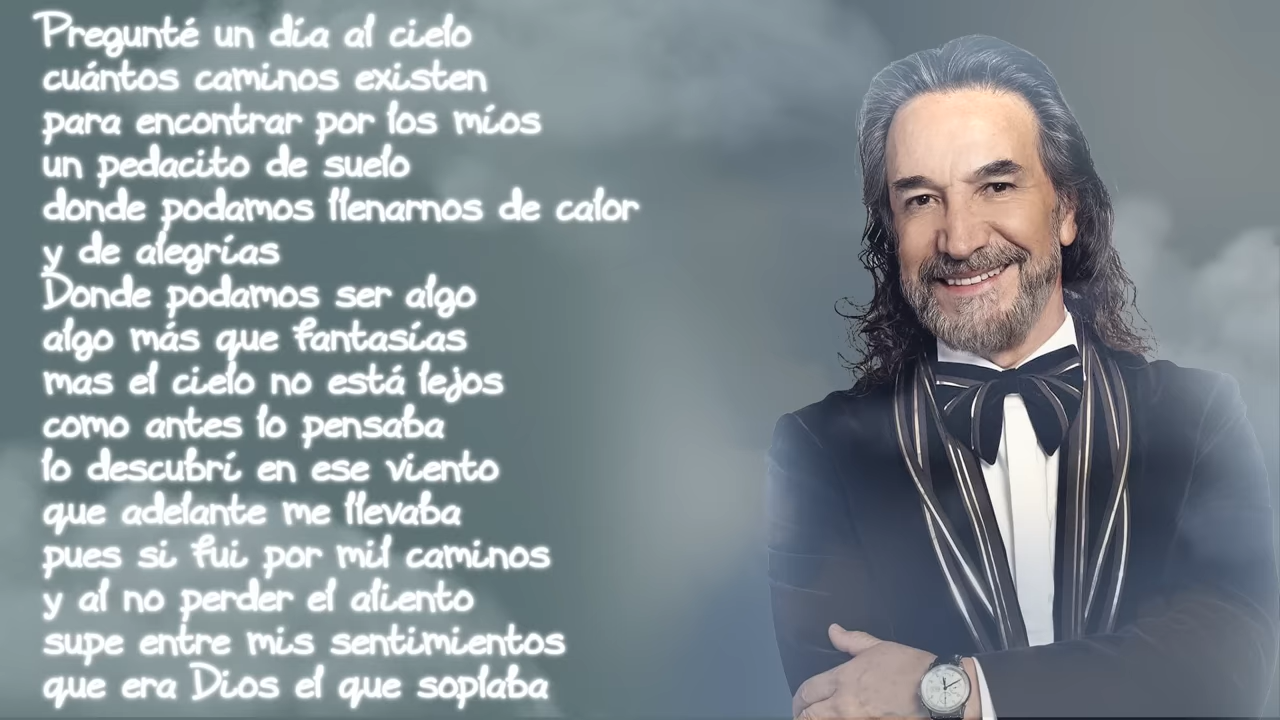 Pregunté un día al cielo
cuántos caminos existen
para encontrar por los míos
un pedacito de suelo
donde podamos llenarnos de calor
y de alegrías
Donde podamos ser algo
algo más que fantasías
mas el cielo no está lejos
como antes lo pensaba
lo descubrí en ese viento
que adelante me llevaba
pues si fui por mil caminos
y al no perder el aliento
supe entre mis sentimientos
que era Dios el que soplaba